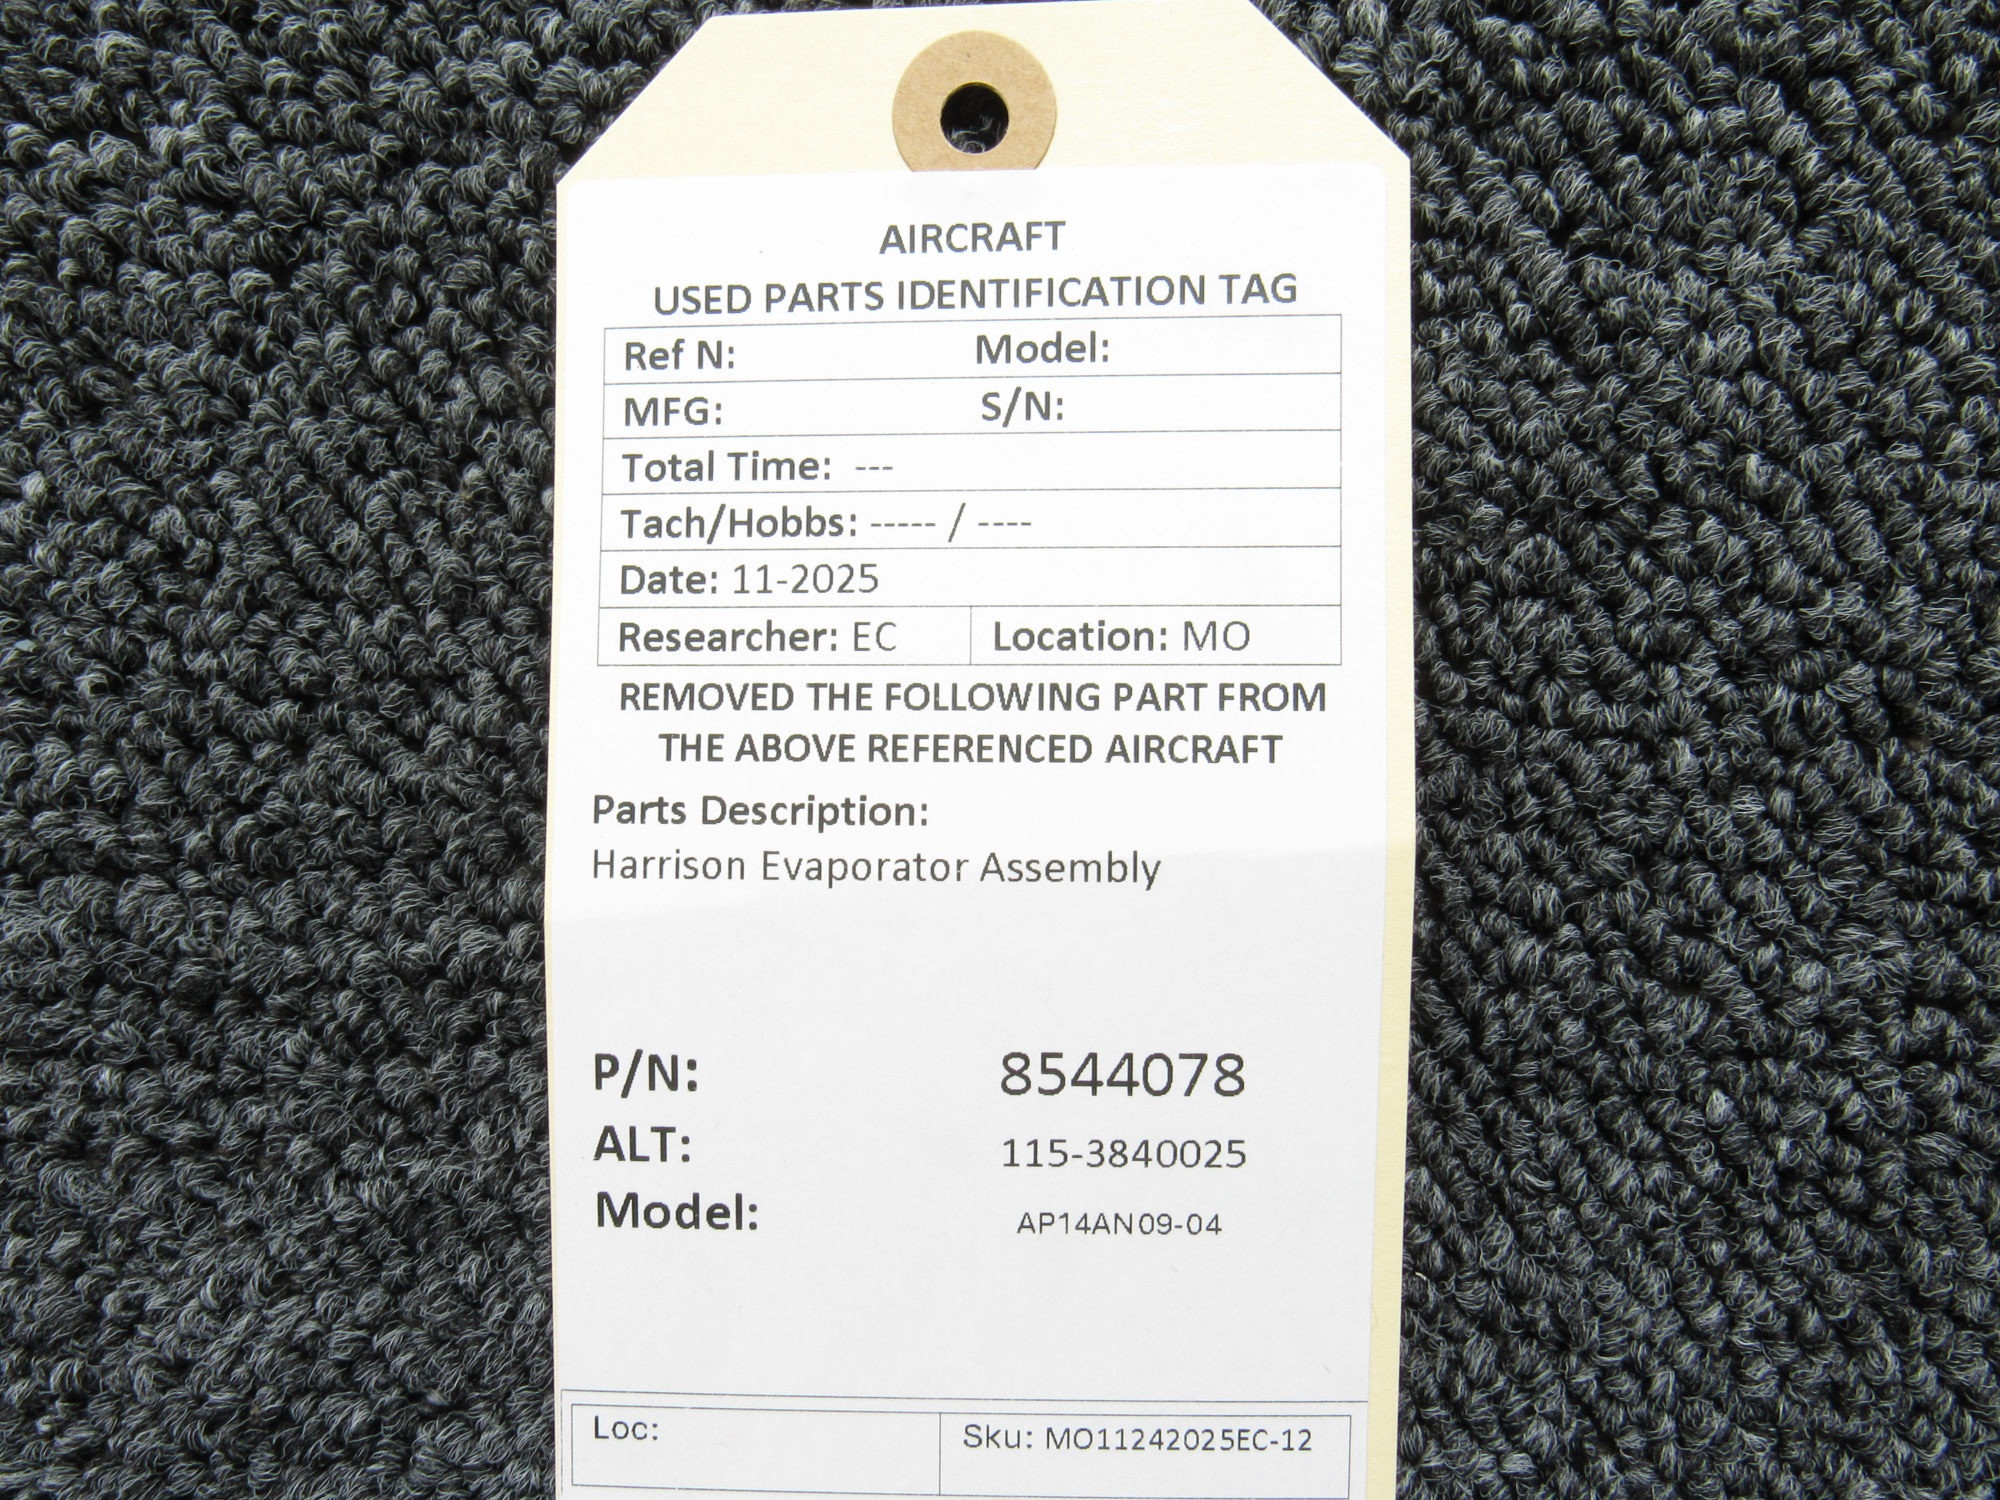 AIRCRAFT
USED PARTS IDENTIFICATION TAG
Ref N: Model:
MFG: S/N:
Total Time: ---
Tach/Hobbs: ----- / ----
Date: 11-2025
Researcher: EC Location: MO
REMOVED THE FOLLOWING PART FROM
THE ABOVE REFERENCED AIRCRAFT
Parts Description:
Harrison Evaporator Assembly
P/N: 8544078
ALT: 115-3840025
Model: AP14AN09-04
Loc: Sku: MO11242025EC-12